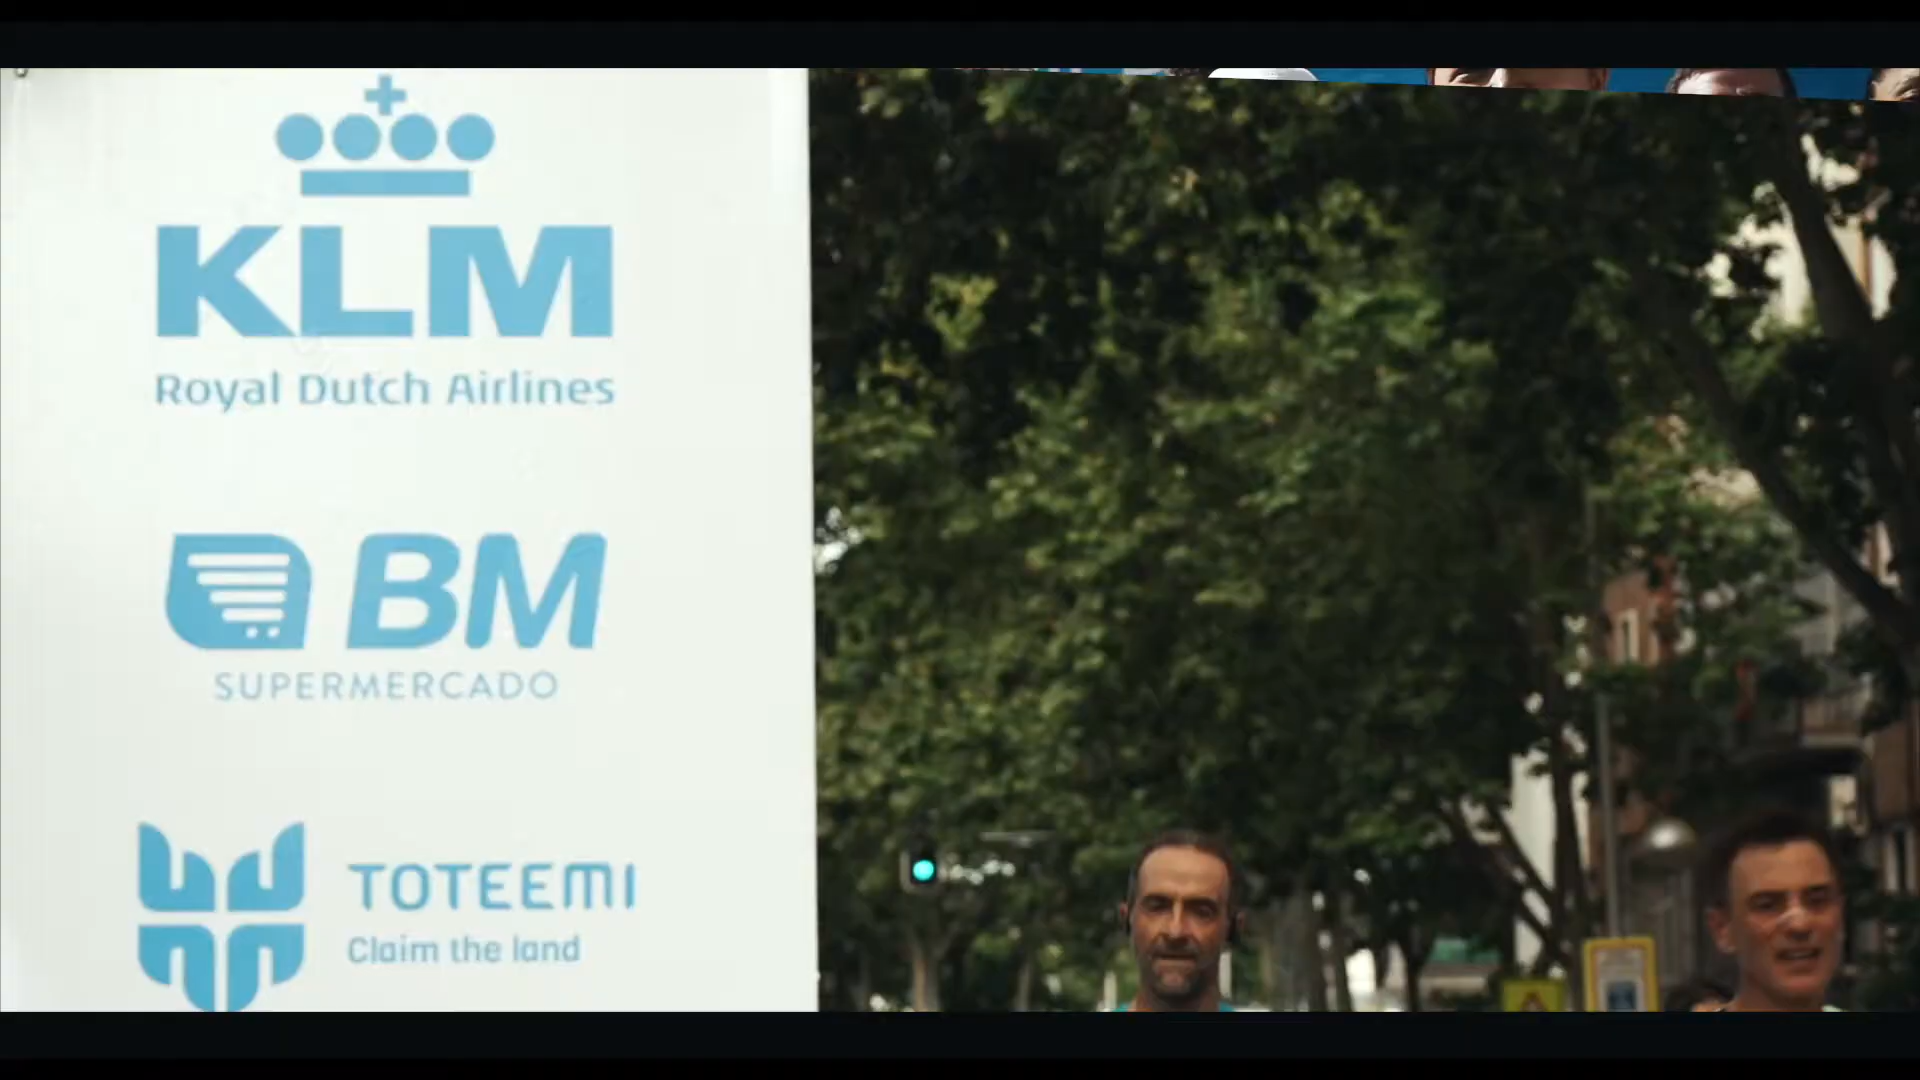 KLM
Royal Dutch Airlines
BM
SUPERMERCADO
TOTEEMI
Claim the land